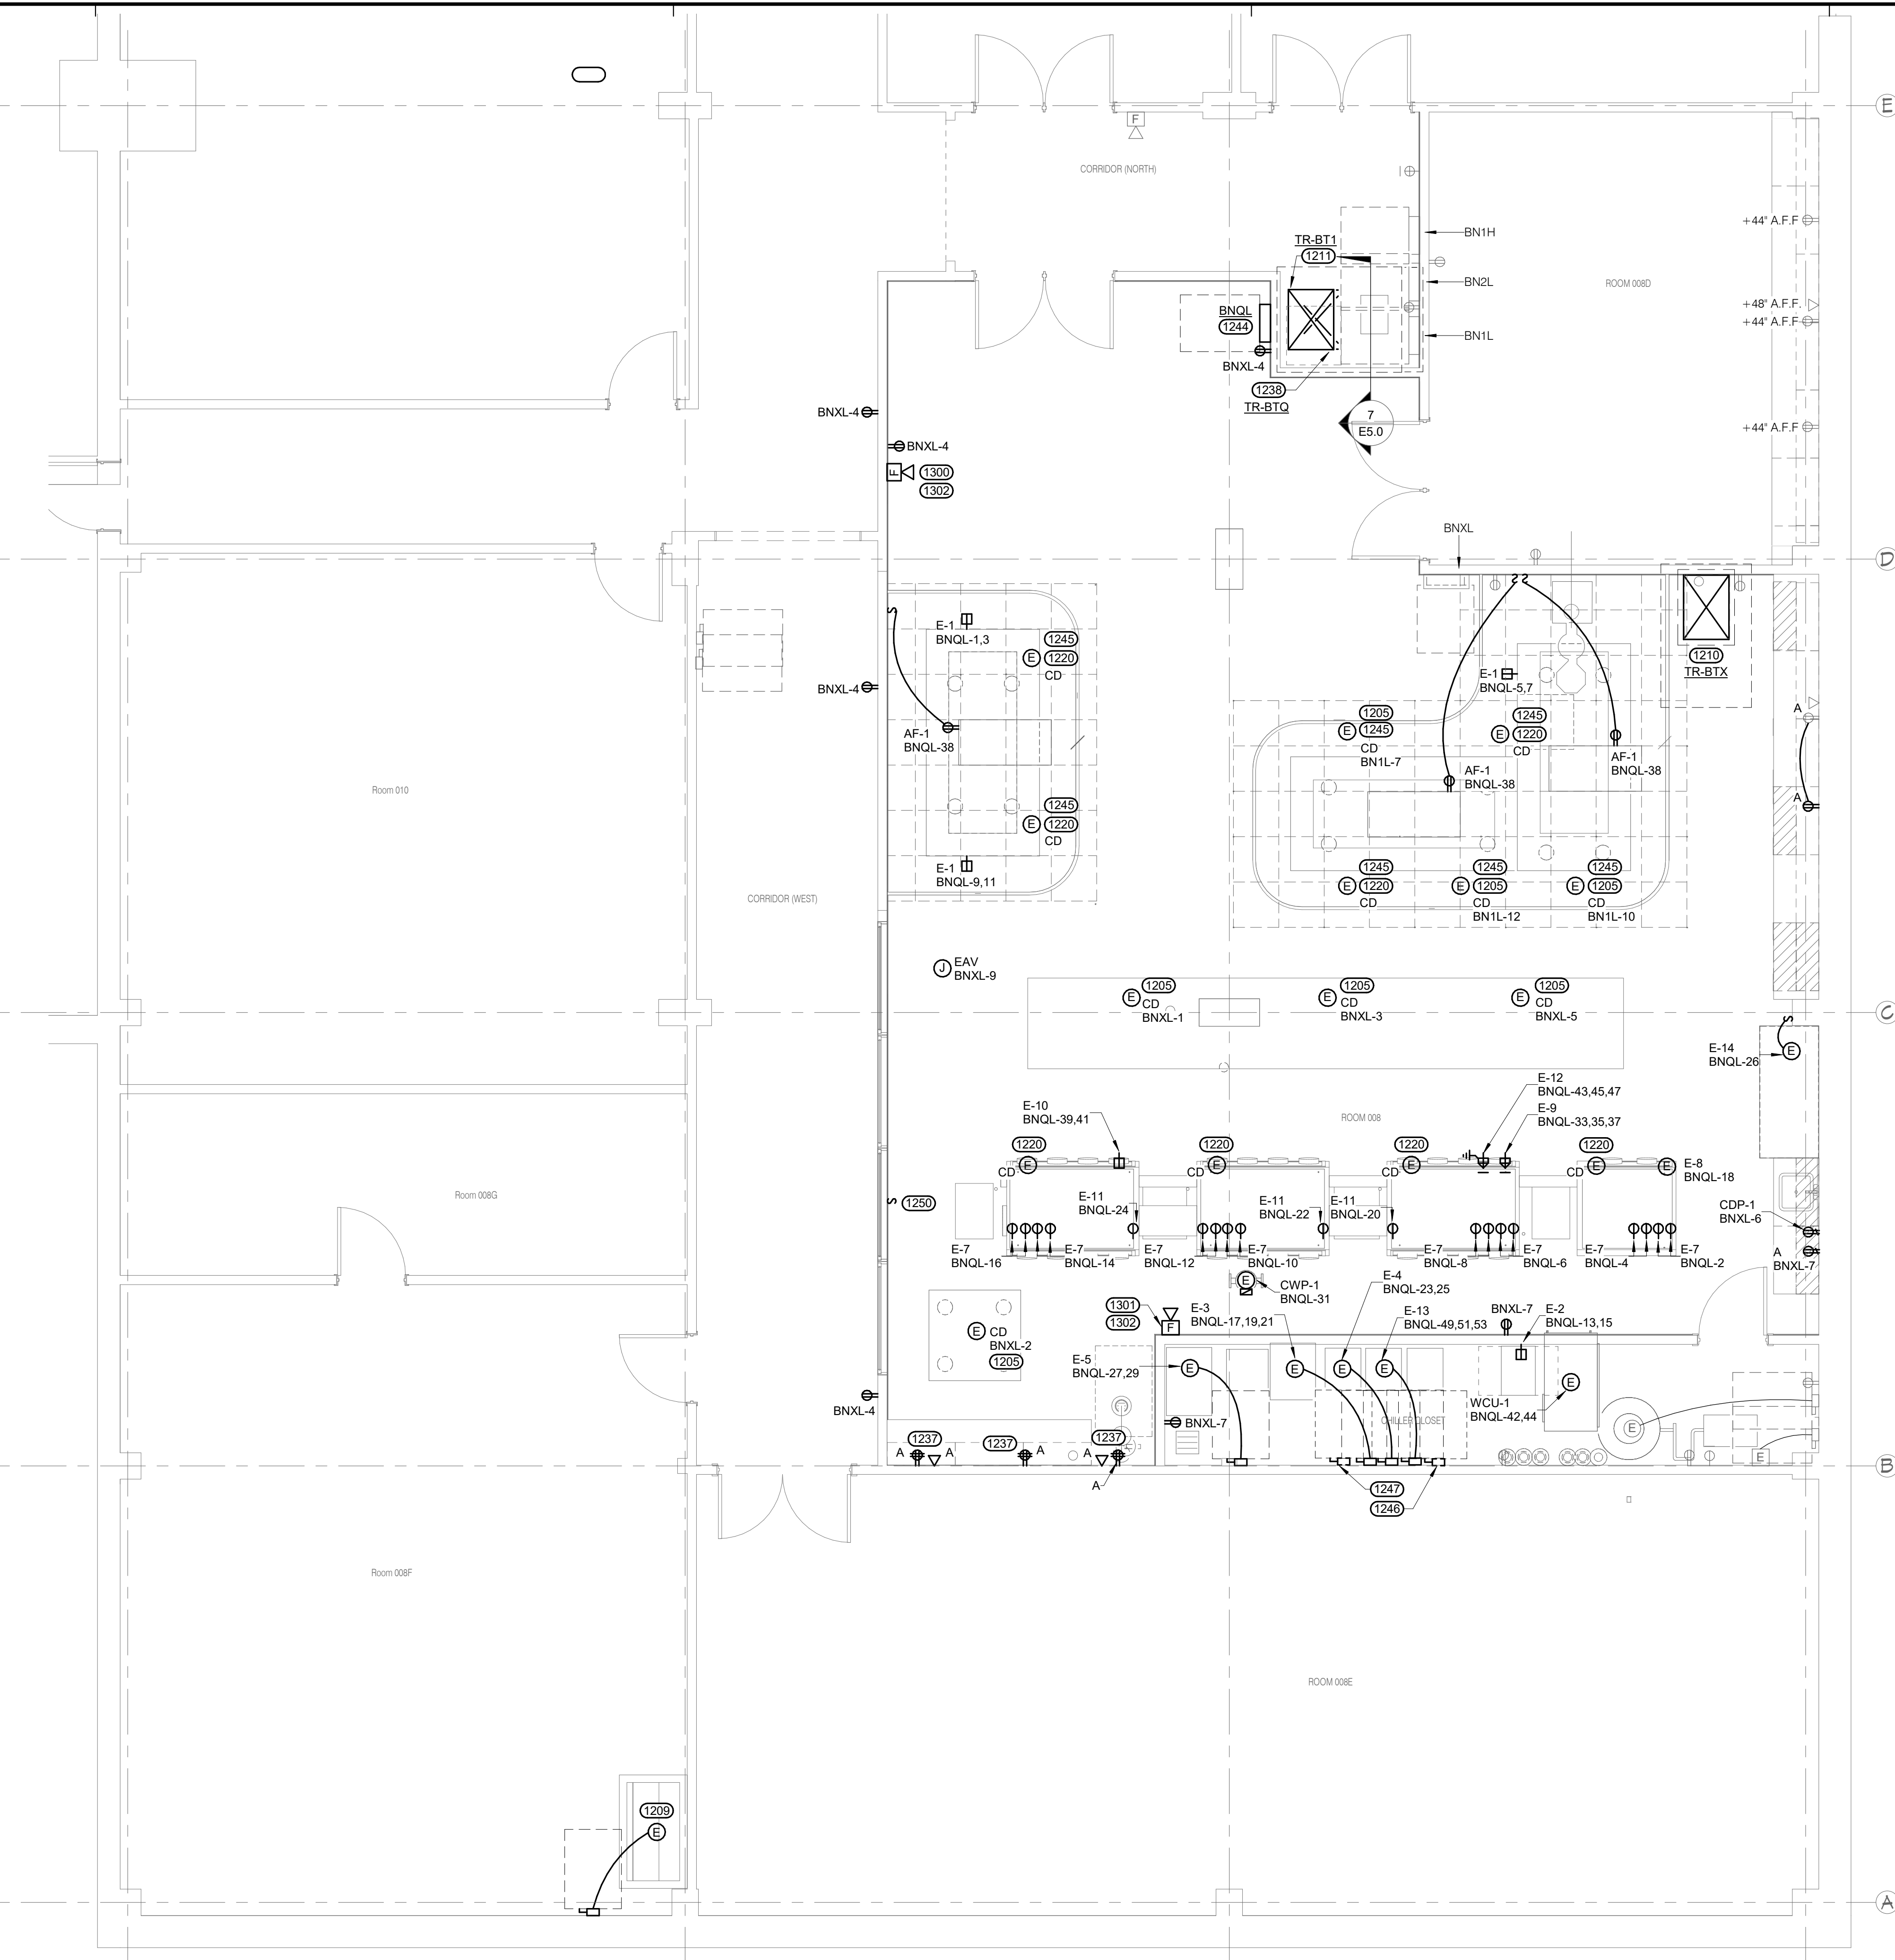 E
F
CORRIDOR (NORTH)
+44" A.F.F
BN1H
TR-BT1
1211
ROOM 008D
BN2L
+48" A.F.F.
+44" A.F.F
BNQL
1244
BN1L
BNXL-4
1238
TR-BTQ
7
E5.0
BNXL-4
+44" A.F.F
BNXL-4
F
1300
1302
BNXL
D
S
S S
E-1
BNQL-1,3
1245
E 1220
CD
1210
TR-BTX
E-1
BNQL-5,7
BNXL-4
A
1205
E 1245
CD
BN1L-7
1245
E 1220
CD
AF-1
BNQL-38
AF-1
BNQL-38
AF-1
BNQL-38
Room 010
A
1245
E 1220
CD
E-1
BNQL-9,11
1245
E 1220
CD
1245
E 1205
CD
BN1L-12
1245
E 1205
CD
BN1L-10
CORRIDOR (WEST)
J EAV
BNXL-9
1205
E CD
BNXL-1
1205
E CD
BNXL-3
1205
E CD
BNXL-5
C
S
E-14
BNQL-26
E
E-12
BNQL-43,45,47
E-10
BNQL-39,41
E-9
BNQL-33,35,37
ROOM 008
1220
E
CD
1220
E
CD
1220
E
CD
1220
E
CD
E
E-8
BNQL-18
Room 008G
S 1250
E-11
BNQL-24
E-11
BNQL-22
E-11
BNQL-20
CDP-1
BNXL-6
E-7
BNQL-16
E-7
BNQL-14
E-7
BNQL-12
E-7
BNQL-10
E-7
BNQL-8
E-7
BNQL-6
E-7
BNQL-4
E-7
BNQL-2
A
BNXL-7
E
CWP-1
BNQL-31
E-4
BNQL-23,25
1301
1302
F
E-3
BNQL-17,19,21
E-13
BNQL-49,51,53
BNXL-7
E-2
BNQL-13,15
E CD
BNXL-2
1205
E-5
BNQL-27,29
E
E
E
E
E
WCU-1
BNQL-42,44
BNXL-4
BNXL-7
CHILLER CLOSET
E
E
1237
A
A
1237
A
1237
A
A
B
1247
1246
Room 008F
ROOM 008E
1209
E
A